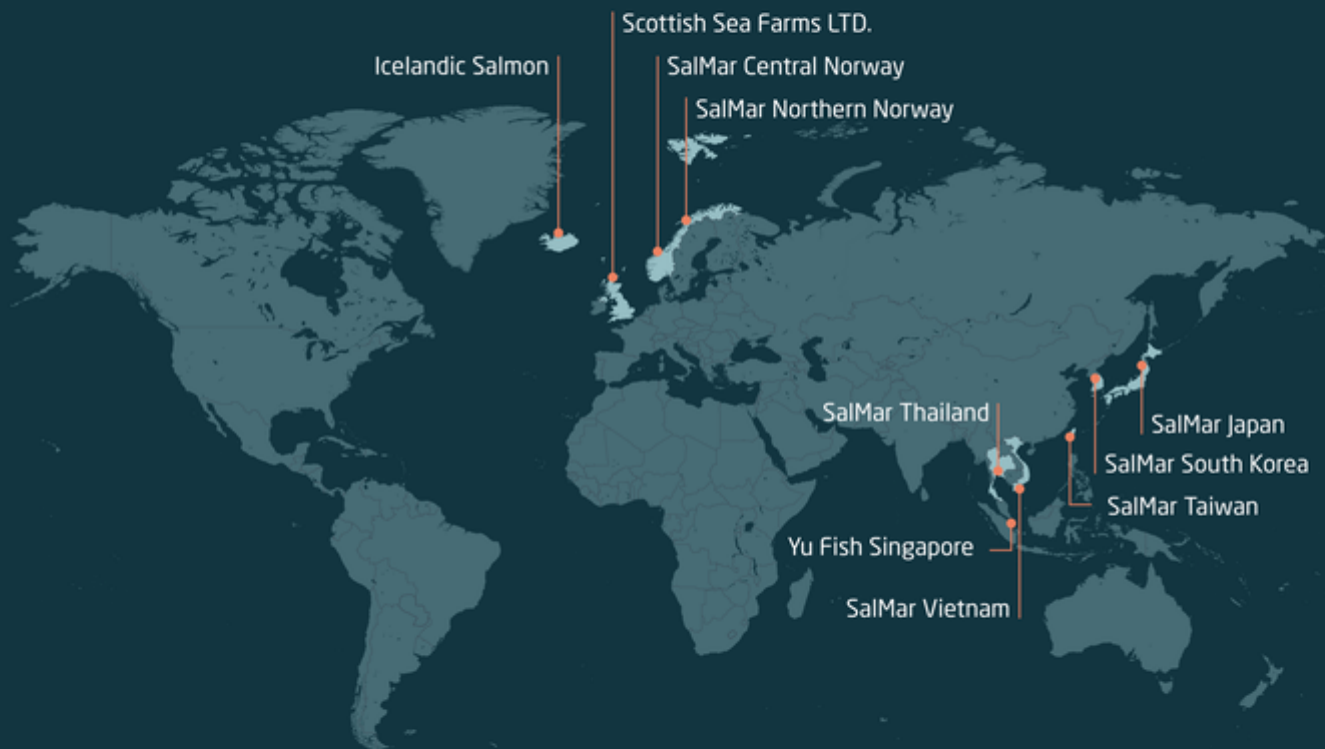 Scottish Sea Farms LTD.
Icelandic Salmon
SalMar Central Norway
SalMar Northern Norway
SalMar Thailand
SalMar Japan
SalMar South Korea
SalMar Taiwan
Yu Fish Singapore
SalMar Vietnam